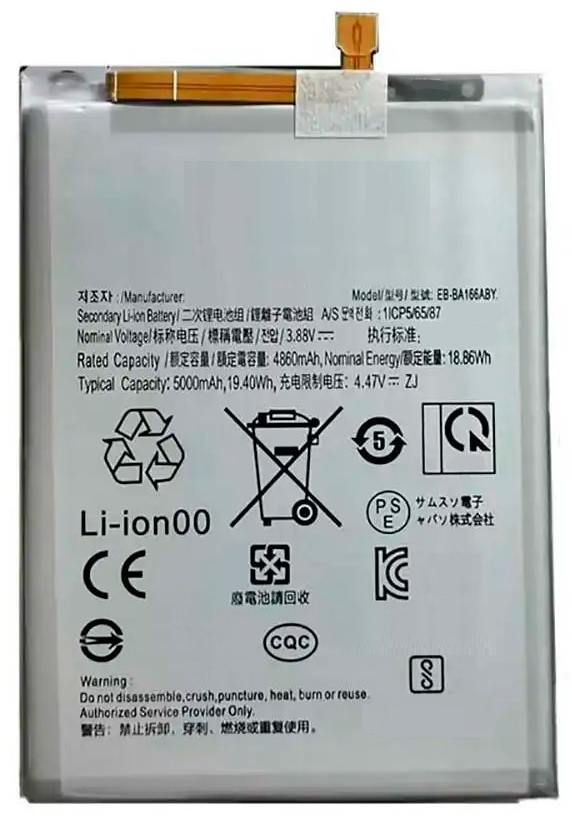 제조자 :/Manufacturer:
Model/型号/型號: EB-BA166ABY.
Secondary Li-ion Battery / 二次锂电池组 / 鋰離子電池組 A/S 문역전화 :1ICP5/65/87
Nominal Voltage/标称电压 / 標稱電壓 /전압/ 3.88V⎓ 执行标准:
Rated Capacity /额定容量/ 額定電容量: 4860mAh, Nominal Energy/额定能量: 18.86Wh
Typical Capacity: 5000mAh, 19.40Wh, 充电限制电压: 4.47V⎓ ZJ
5
Li-ion00
PSE
サムスソ電子
ャパソ株式会社
CE
廢電池請回收
CQC
Warning:
Do not disassemble,crush,puncture, heat, burn or reuse.
Authorized Service Provider Only.
警告: 禁止拆卸、穿刺、燃烧或重复使用。